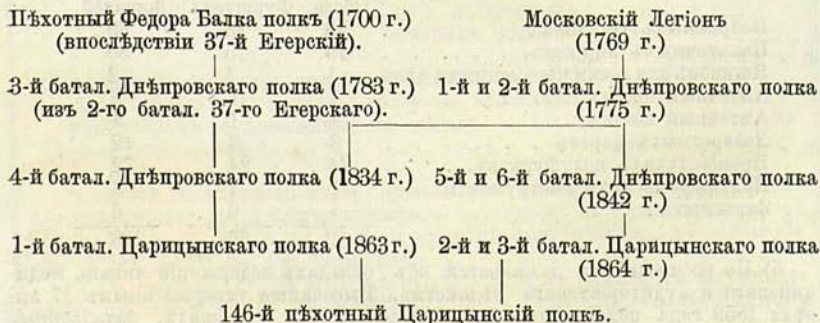 Пѣхотный Федора Балка полкъ (1700 г.)
(впослѣдствіи 37-й Егерскій).
Московскій Легіонъ
(1769 г.)
3-й батал. Днѣпровскаго полка (1783 г.)
(изъ 2-го батал. 37-го Егерскаго).
1-й и 2-й батал. Днѣпровскаго полка
(1775 г.)
4-й батал. Днѣпровскаго полка (1834 г.)
5-й и 6-й батал. Днѣпровскаго полка
(1842 г.)
1-й батал. Царицынскаго полка (1863 г.)
2-й и 3-й батал. Царицынскаго полка
(1864 г.)
146-й пѣхотный Царицынскій полкъ.